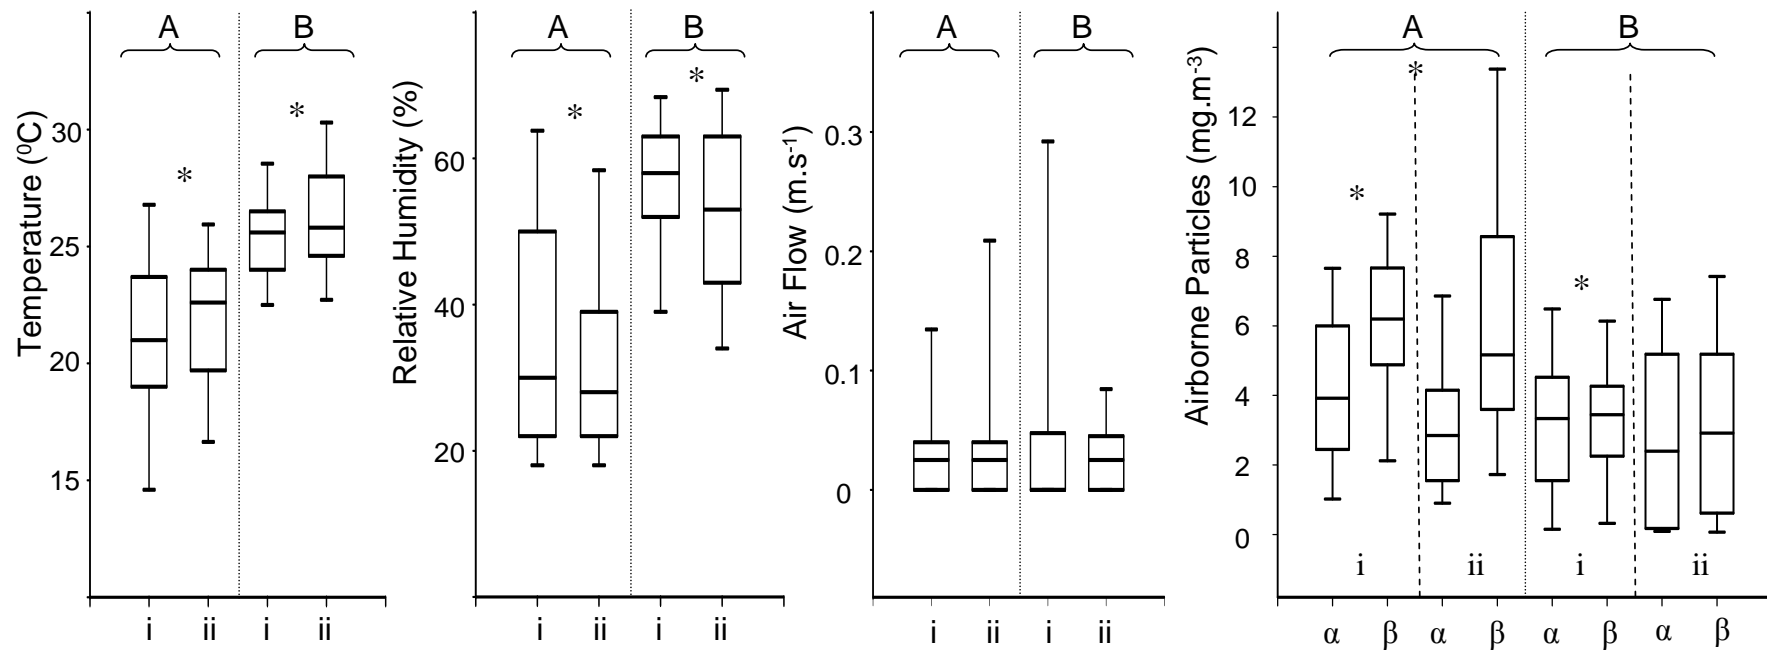 A B
Temperature (⁰C)
30
25
20
15
* *
i ii i ii
A B
Relative Humidity (%)
60
40
20
* *
i ii i ii
A B
Air Flow (m.s⁻¹)
0.3
0.2
0.1
0
i ii i ii
A B
Airborne Particles (mg.m⁻³)
12
10
8
6
4
2
0
* * *
i ii i ii
α β α β α β α β